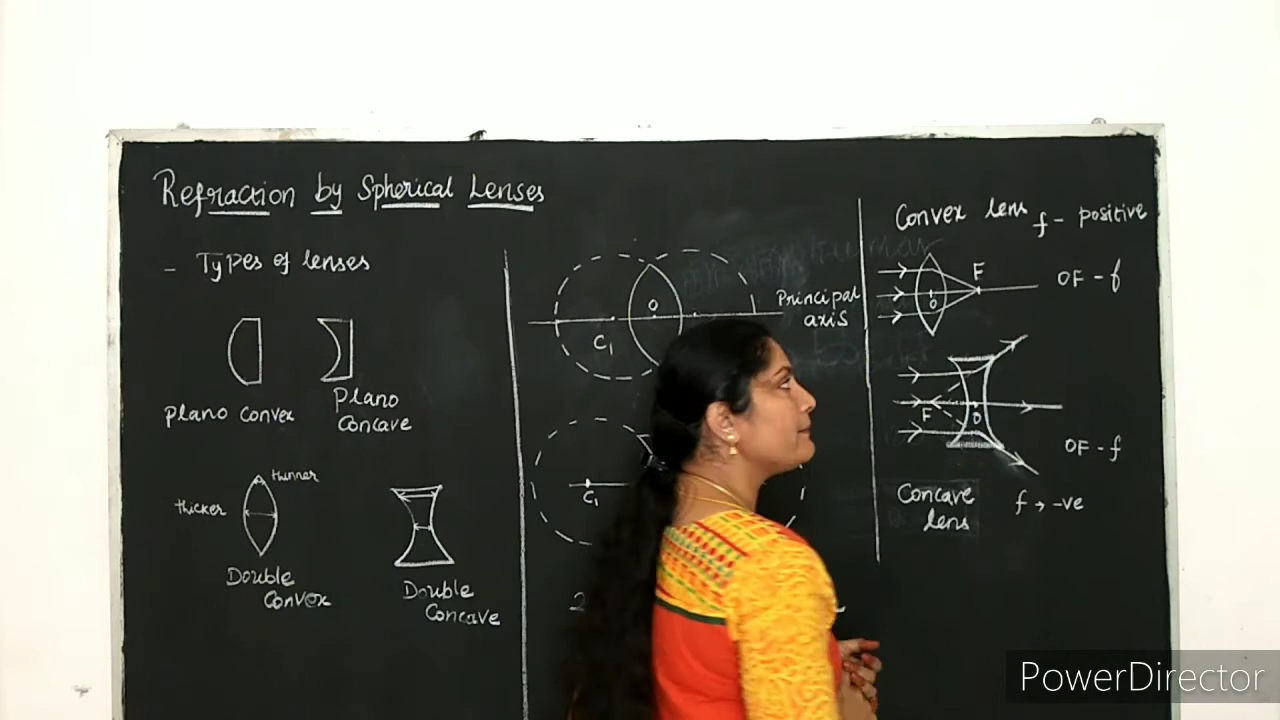 Refraction by Spherical Lenses
- Types of lenses
Plano Convex
Plano
Concave
thinner
thicker
Double
Convex
Double
Concave
O
C1
Principal
axis
C1
2
Convex lens f - positive
F
O
OF - f
F
O
OF - f
Concave
lens
f → -ve
PowerDirector